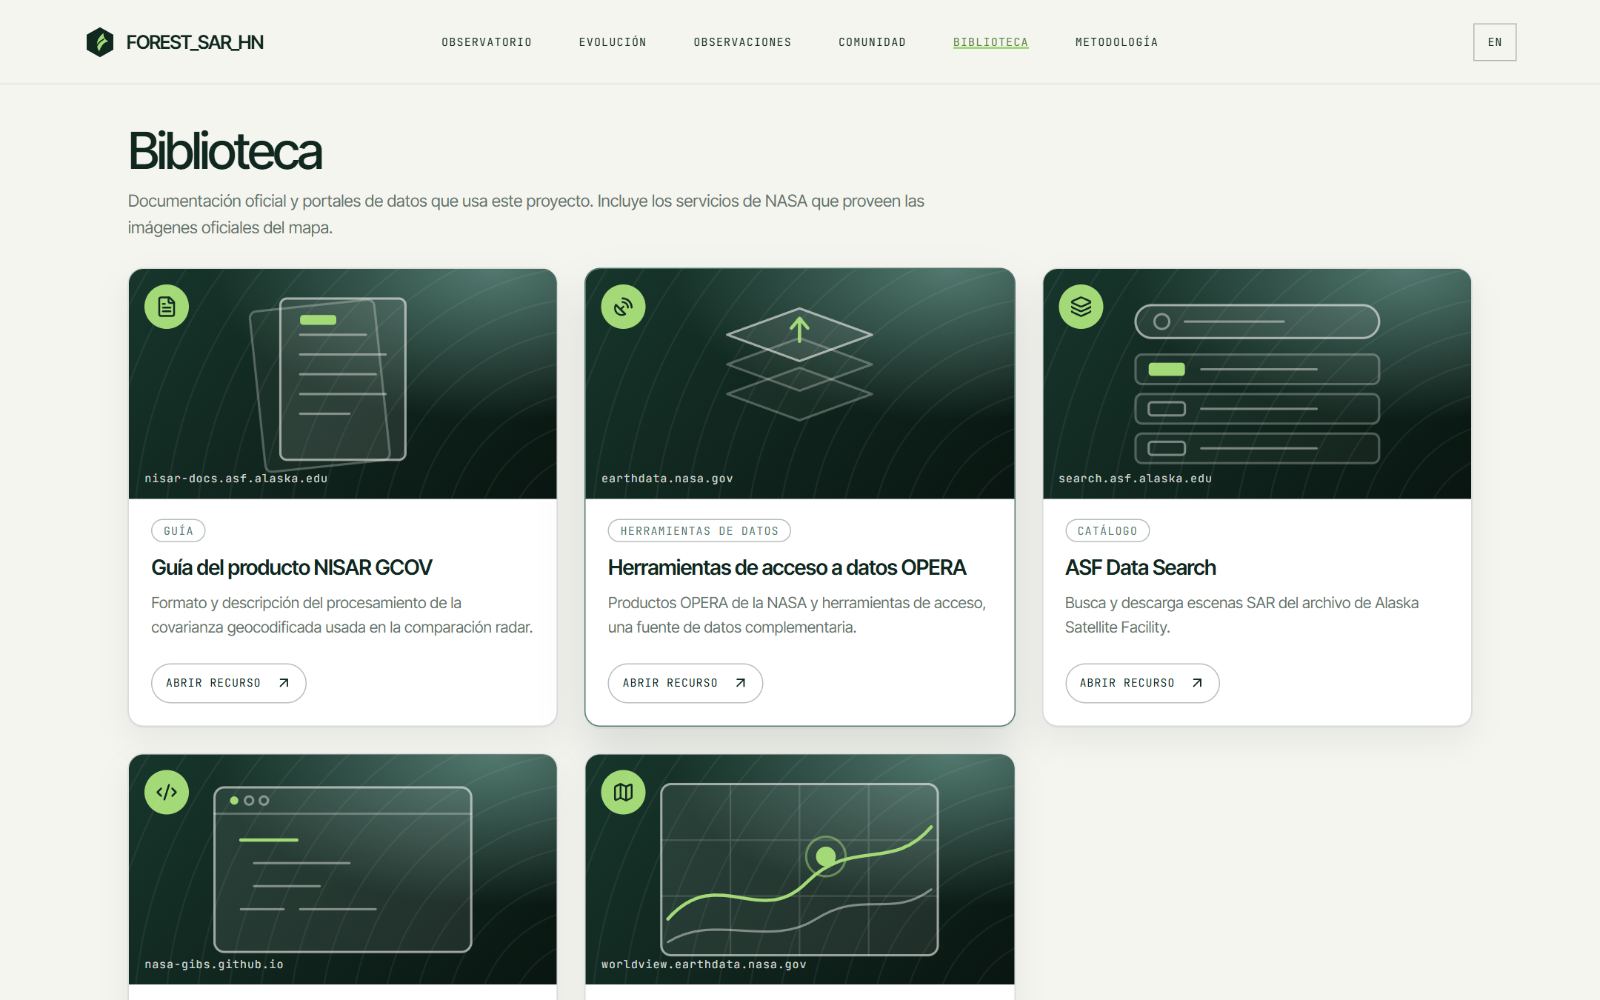 FOREST_SAR_HN
OBSERVATORIO
EVOLUCIÓN
OBSERVACIONES
COMUNIDAD
BIBLIOTECA
METODOLOGÍA
EN
Biblioteca
Documentación oficial y portales de datos que usa este proyecto. Incluye los servicios de NASA que proveen las
imágenes oficiales del mapa.
nisar-docs.asf.alaska.edu
GUÍA
Guía del producto NISAR GCOV
Formato y descripción del procesamiento de la
covarianza geocodificada usada en la comparación radar.
ABRIR RECURSO
earthdata.nasa.gov
HERRAMIENTAS DE DATOS
Herramientas de acceso a datos OPERA
Productos OPERA de la NASA y herramientas de acceso,
una fuente de datos complementaria.
ABRIR RECURSO
search.asf.alaska.edu
CATÁLOGO
ASF Data Search
Busca y descarga escenas SAR del archivo de Alaska
Satellite Facility.
ABRIR RECURSO
nasa-gibs.github.io
worldview.earthdata.nasa.gov